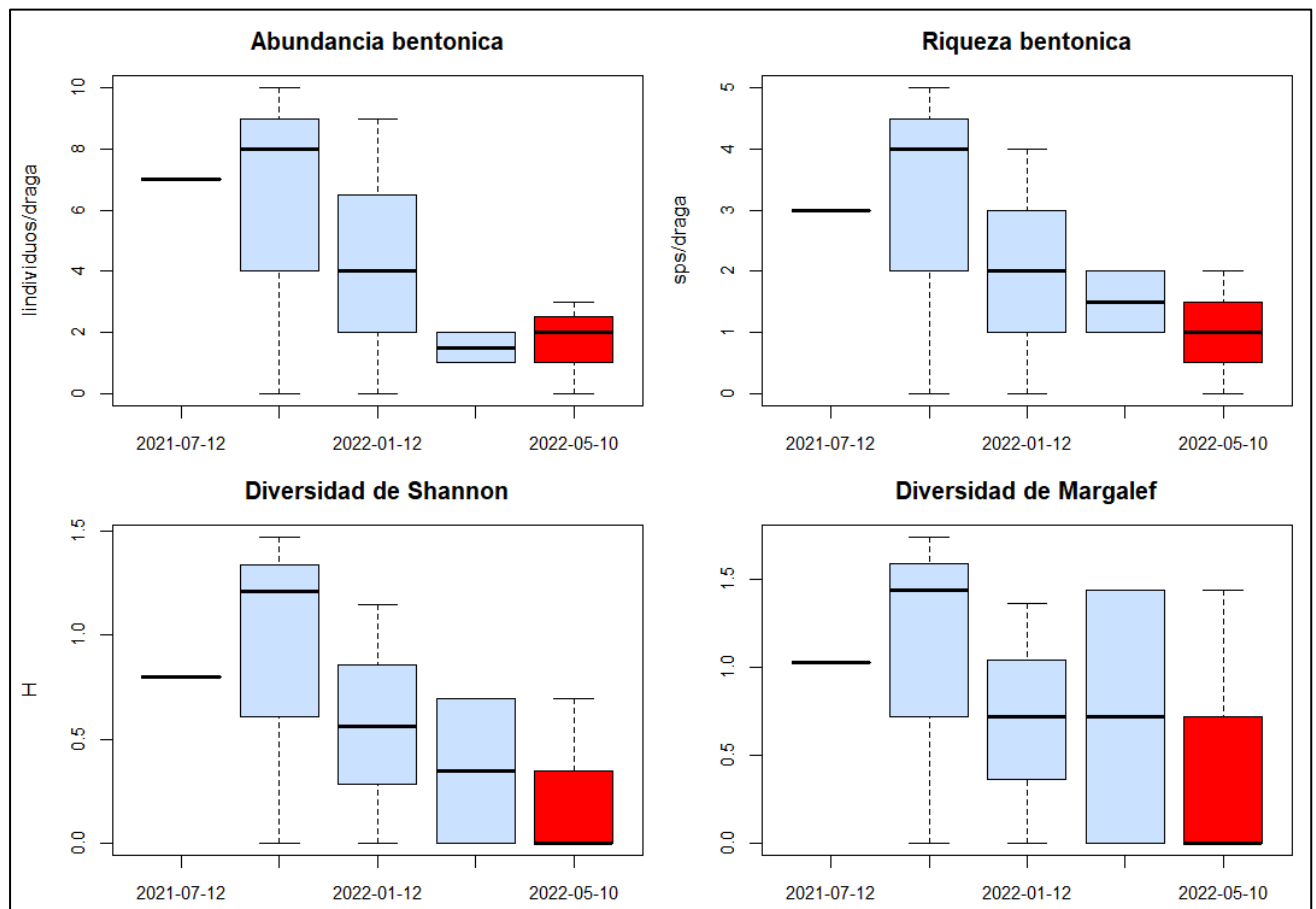 Abundancia bentonica
Iindividuos/draga
0 2 4 6 8 10
2021-07-12 2022-01-12 2022-05-10
Riqueza bentonica
sps/draga
0 1 2 3 4 5
2021-07-12 2022-01-12 2022-05-10
Diversidad de Shannon
H
0.0 0.5 1.0 1.5
2021-07-12 2022-01-12 2022-05-10
Diversidad de Margalef
0.0 0.5 1.0 1.5
2021-07-12 2022-01-12 2022-05-10